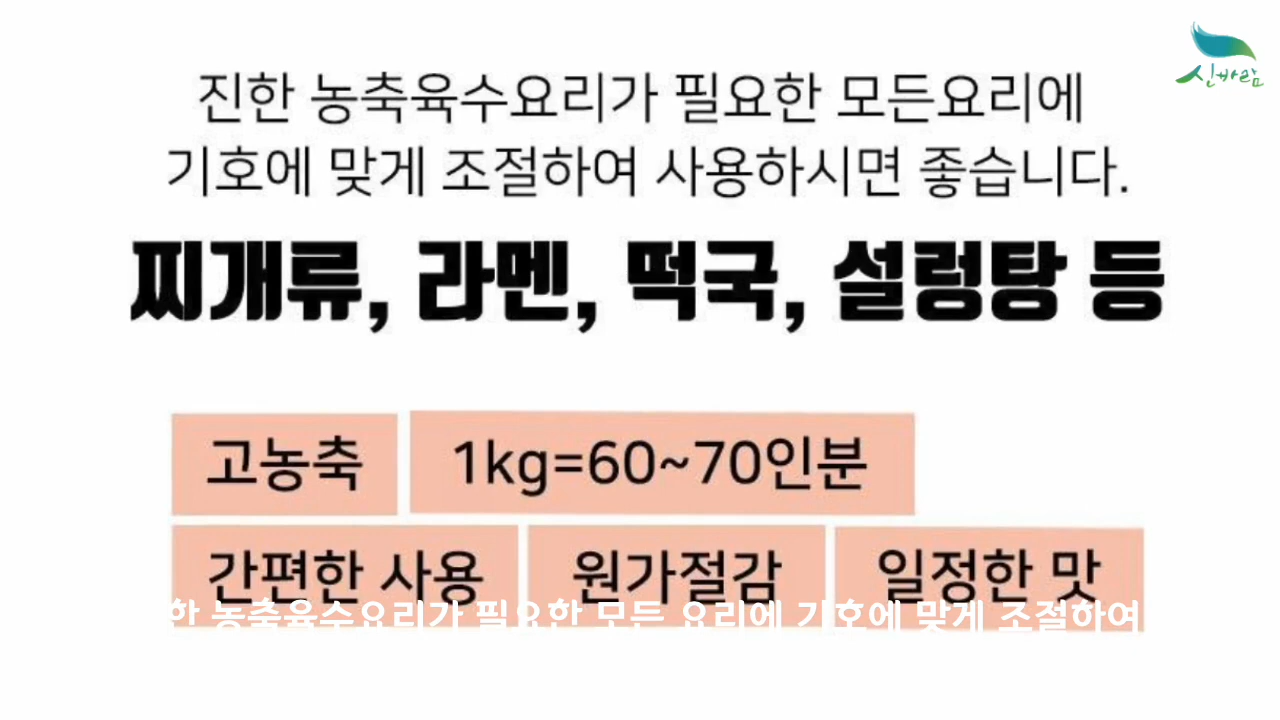 신바람
진한 농축육수요리가 필요한 모든요리에
기호에 맞게 조절하여 사용하시면 좋습니다.
찌개류, 라멘, 떡국, 설렁탕 등
고농축 1kg=60~70인분
간편한 사용 원가절감 일정한 맛
한 농축육수요리가 필요한 모든 요리에 기호에 맞게 조절하여